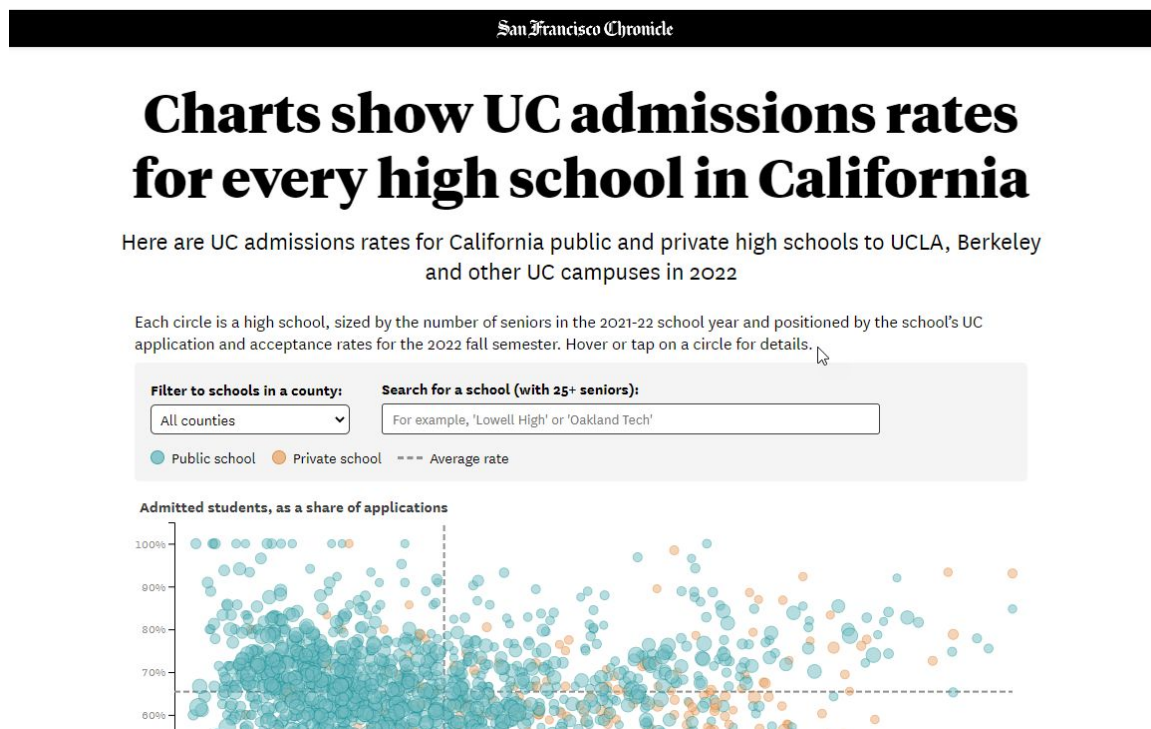 San Francisco Chronicle
Charts show UC admissions rates
for every high school in California
Here are UC admissions rates for California public and private high schools to UCLA, Berkeley
and other UC campuses in 2022
Each circle is a high school, sized by the number of seniors in the 2021-22 school year and positioned by the school’s UC
application and acceptance rates for the 2022 fall semester. Hover or tap on a circle for details.
Filter to schools in a county: Search for a school (with 25+ seniors):
All counties For example, 'Lowell High' or 'Oakland Tech'
Public school Private school Average rate
Admitted students, as a share of applications
100%
90%
80%
70%
60%